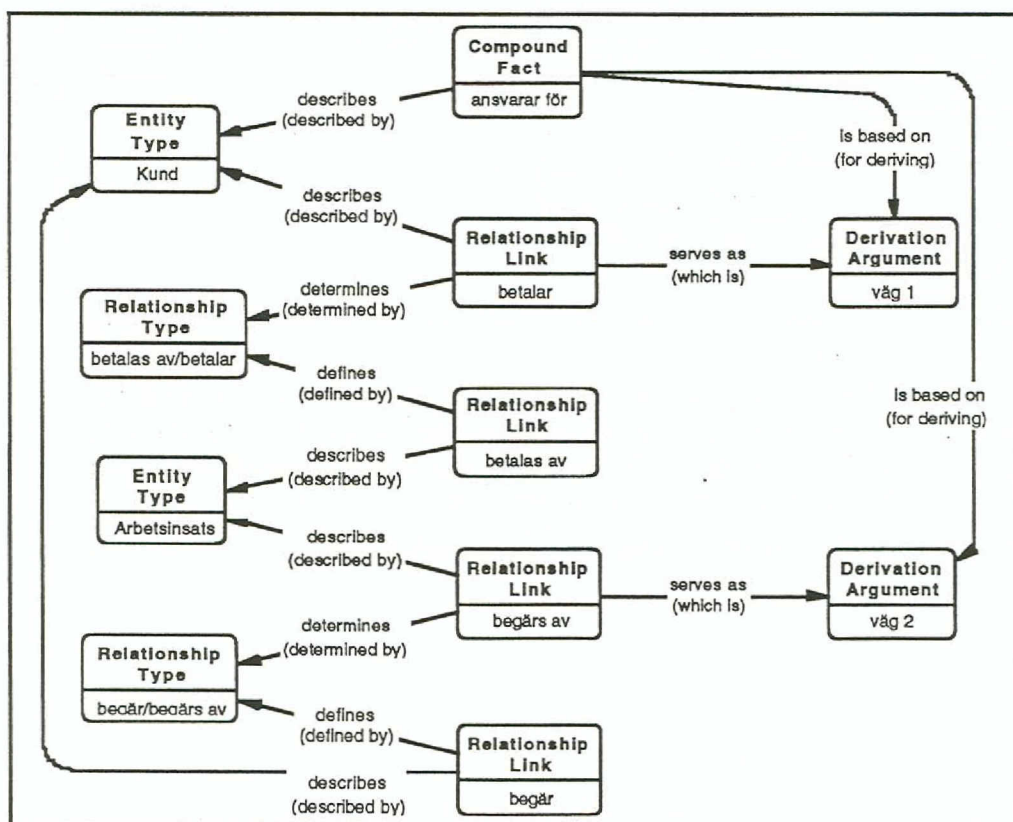 Compound
Fact
ansvarar för
describes
(described by)
Entity
Type
Kund
Is based on
(for deriving)
describes
(described by)
Relationship
Link
betalar
serves as
(which is)
Derivation
Argument
väg 1
determines
(determined by)
Relationship
Type
betalas av/betalar
defines
(defined by)
Relationship
Link
betalas av
Is based on
(for deriving)
describes
(described by)
Entity
Type
Arbetsinsats
describes
(described by)
Relationship
Link
begärs av
serves as
(which is)
Derivation
Argument
väg 2
determines
(determined by)
Relationship
Type
begär/begärs av
defines
(defined by)
Relationship
Link
begär
describes
(described by)